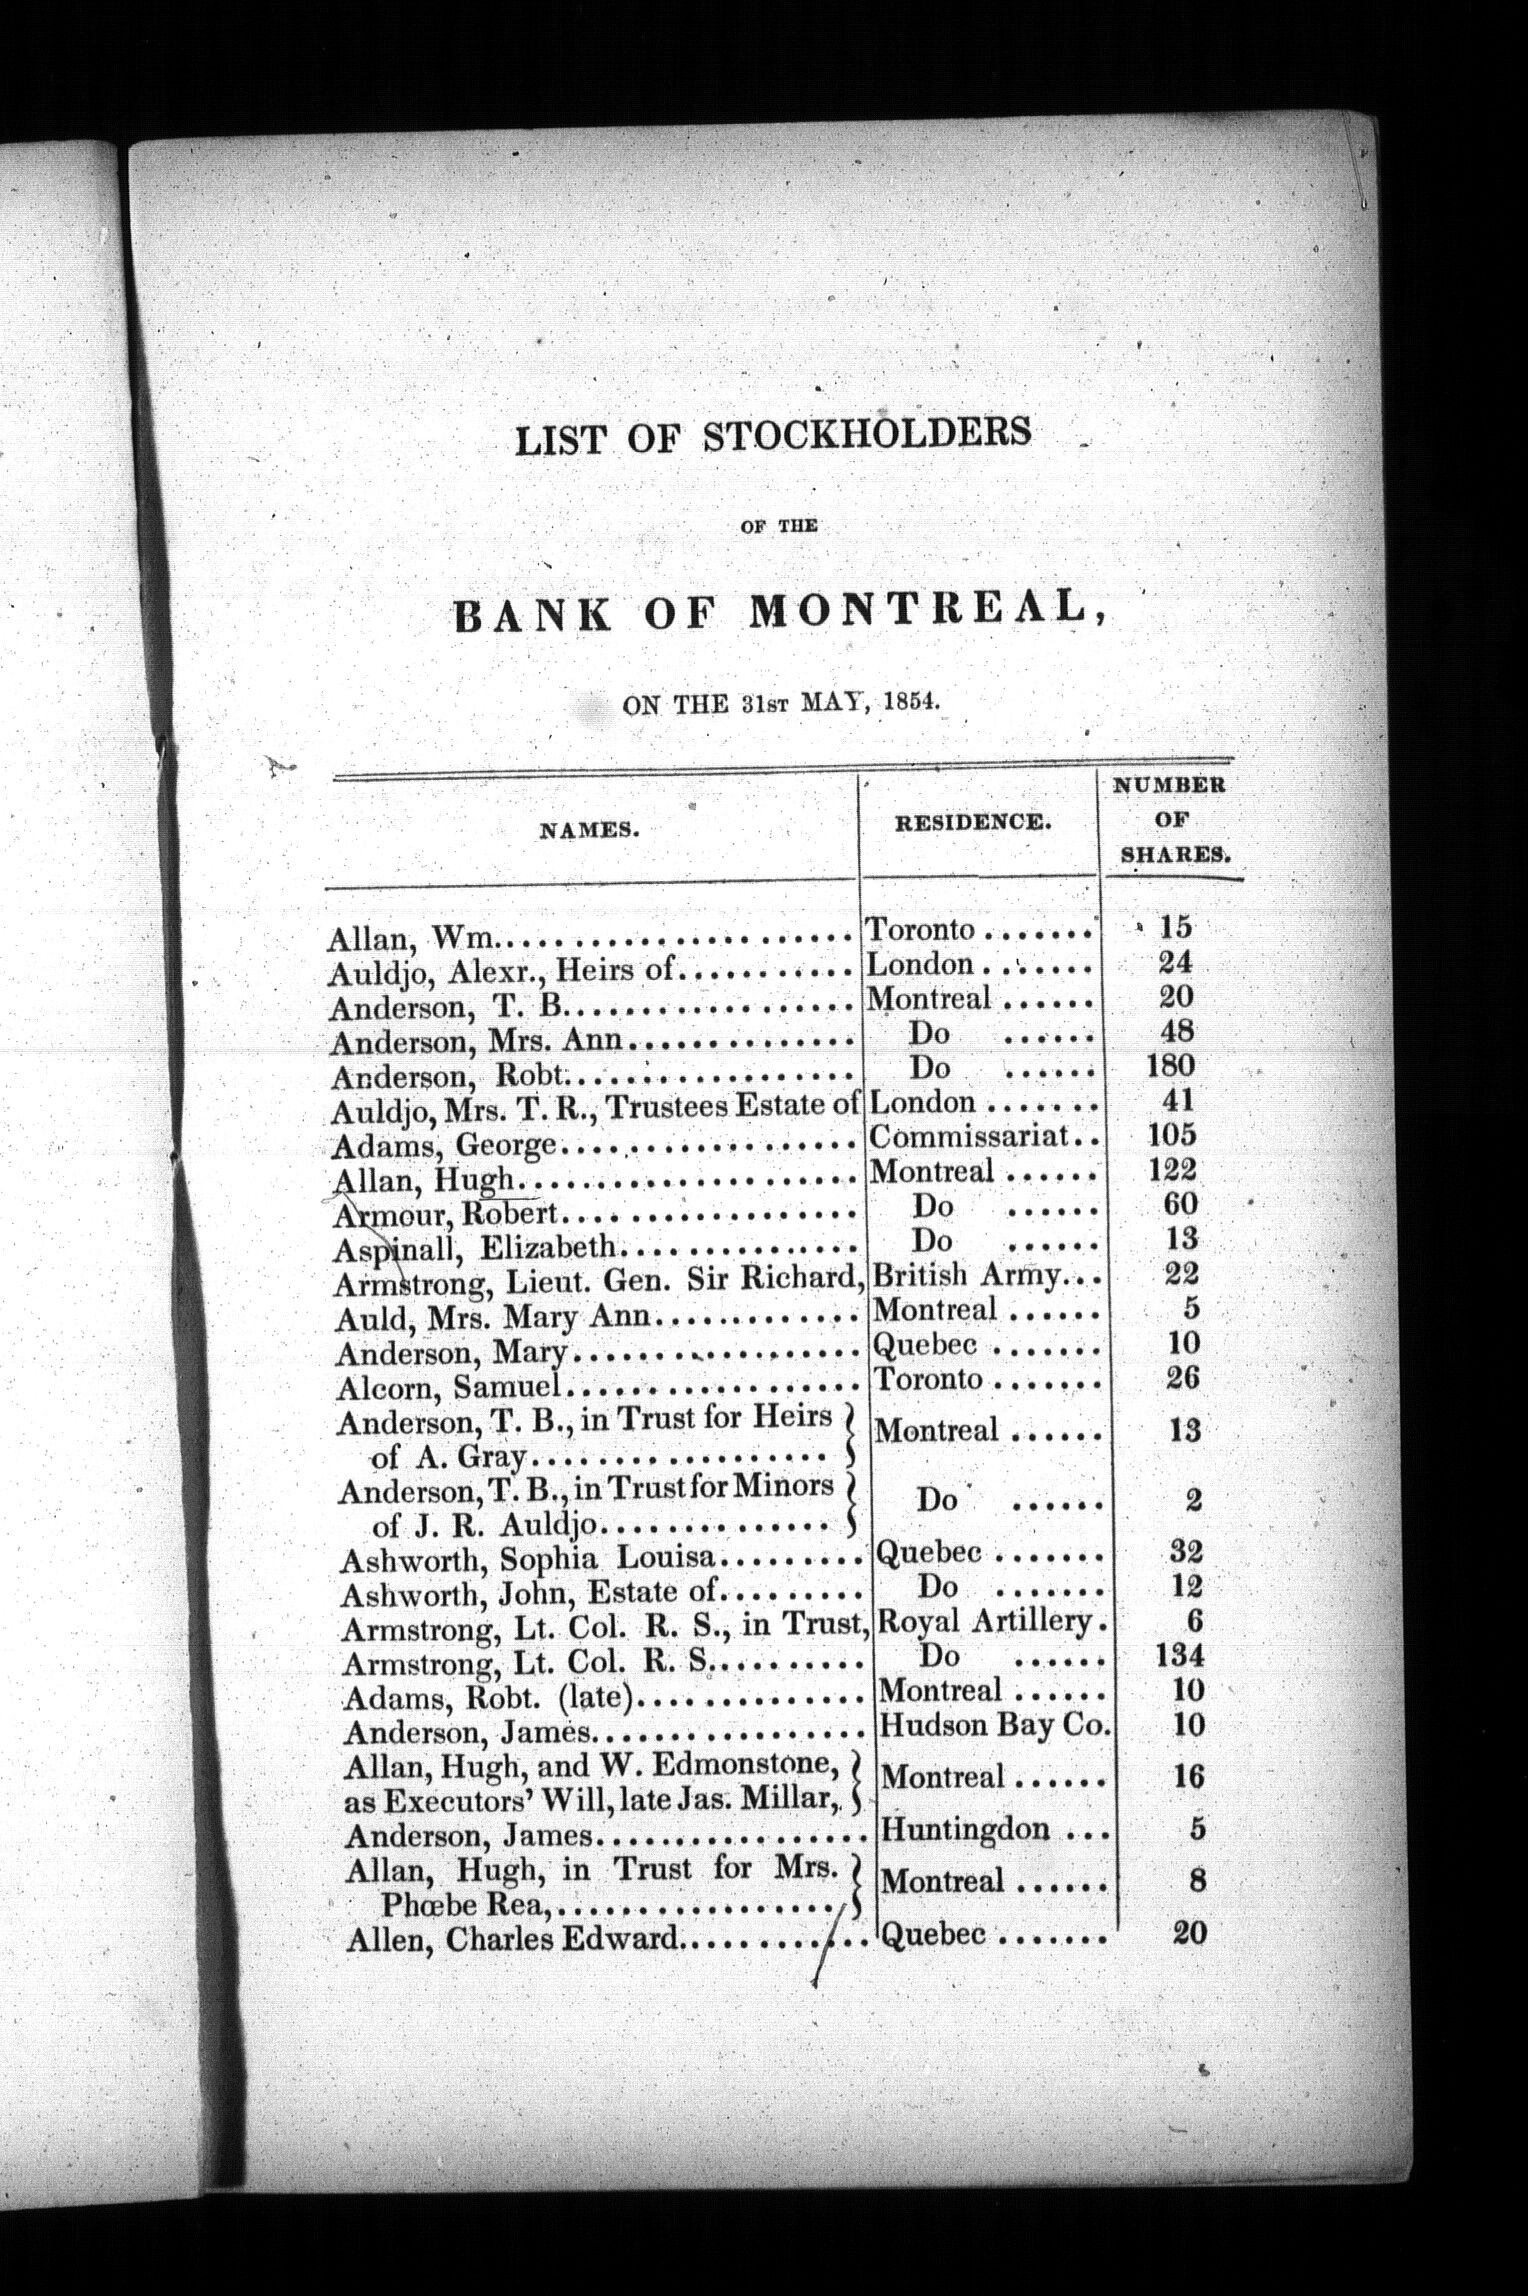 LIST OF STOCKHOLDERS
OF THE
BANK OF MONTREAL,
ON THE 31ST MAY, 1854.
NAMES. RESIDENCE. NUMBER OF SHARES.
Allan, Wm...................... Toronto ....... 15
Auldjo, Alexr., Heirs of........... London ....... 24
Anderson, T. B.................. Montreal ...... 20
Anderson, Mrs. Ann.............. Do ...... 48
Anderson, Robt.................. Do ...... 180
Auldjo, Mrs. T. R., Trustees Estate of London ....... 41
Adams, George................... Commissariat.. 105
Allan, Hugh...................... Montreal ...... 122
Armour, Robert................... Do ...... 60
Aspinall, Elizabeth............... Do ...... 13
Armstrong, Lieut. Gen. Sir Richard, British Army... 22
Auld, Mrs. Mary Ann............. Montreal ...... 5
Anderson, Mary.................. Quebec ....... 10
Alcorn, Samuel................... Toronto ....... 26
Anderson, T. B., in Trust for Heirs
of A. Gray.................. } Montreal ...... 13
Anderson, T. B., in Trust for Minors
of J. R. Auldjo.............. } Do ...... 2
Ashworth, Sophia Louisa......... Quebec ....... 32
Ashworth, John, Estate of......... Do ....... 12
Armstrong, Lt. Col. R. S., in Trust, Royal Artillery. 6
Armstrong, Lt. Col. R. S.......... Do ...... 134
Adams, Robt. (late).............. Montreal ...... 10
Anderson, James................. Hudson Bay Co. 10
Allan, Hugh, and W. Edmonstone,
as Executors' Will, late Jas. Millar, } Montreal ...... 16
Anderson, James................. Huntingdon ... 5
Allan, Hugh, in Trust for Mrs.
Phœbe Rea,................. } Montreal ...... 8
Allen, Charles Edward............ Quebec ....... 20